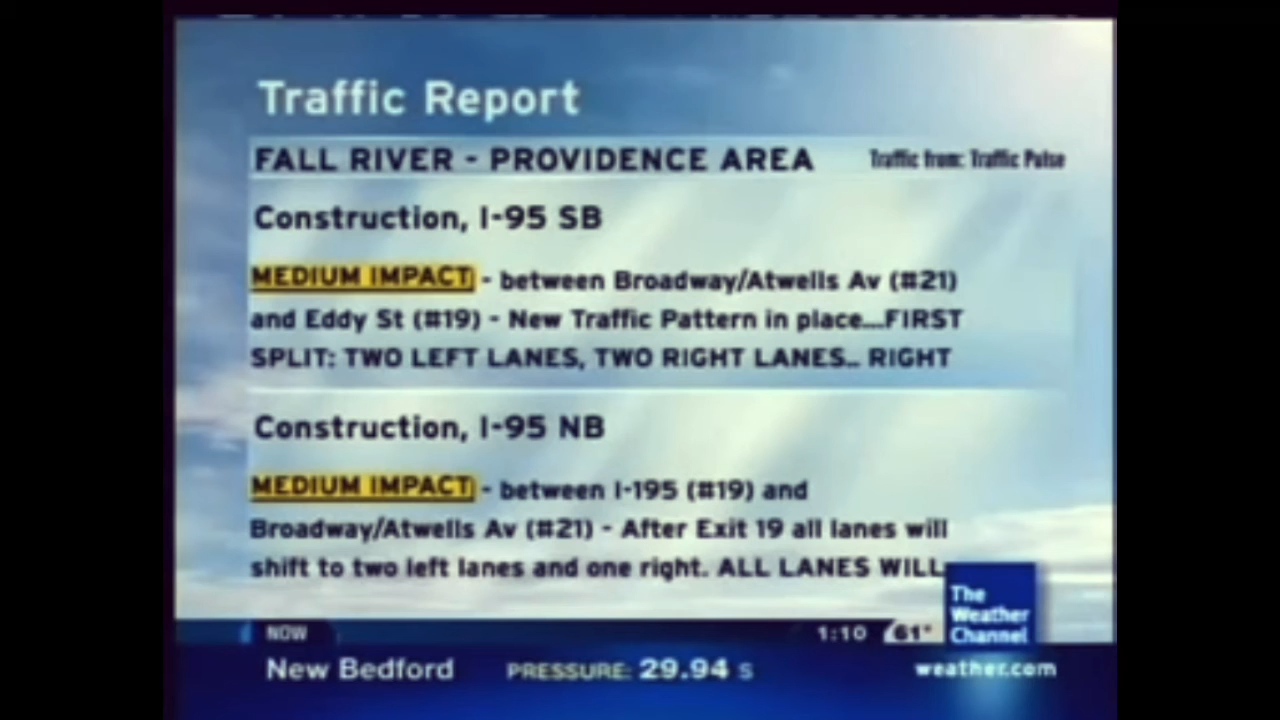 Traffic Report
FALL RIVER - PROVIDENCE AREA Traffic from: Traffic Pulse
Construction, I-95 SB
MEDIUM IMPACT - between Broadway/Atwells Av (#21)
and Eddy St (#19) - New Traffic Pattern in place...FIRST
SPLIT: TWO LEFT LANES, TWO RIGHT LANES.. RIGHT
Construction, I-95 NB
MEDIUM IMPACT - between I-195 (#19) and
Broadway/Atwells Av (#21) - After Exit 19 all lanes will
shift to two left lanes and one right. ALL LANES WILL
The
Weather
Channel
NOW 1:10 61°
New Bedford PRESSURE: 29.94 S weather.com